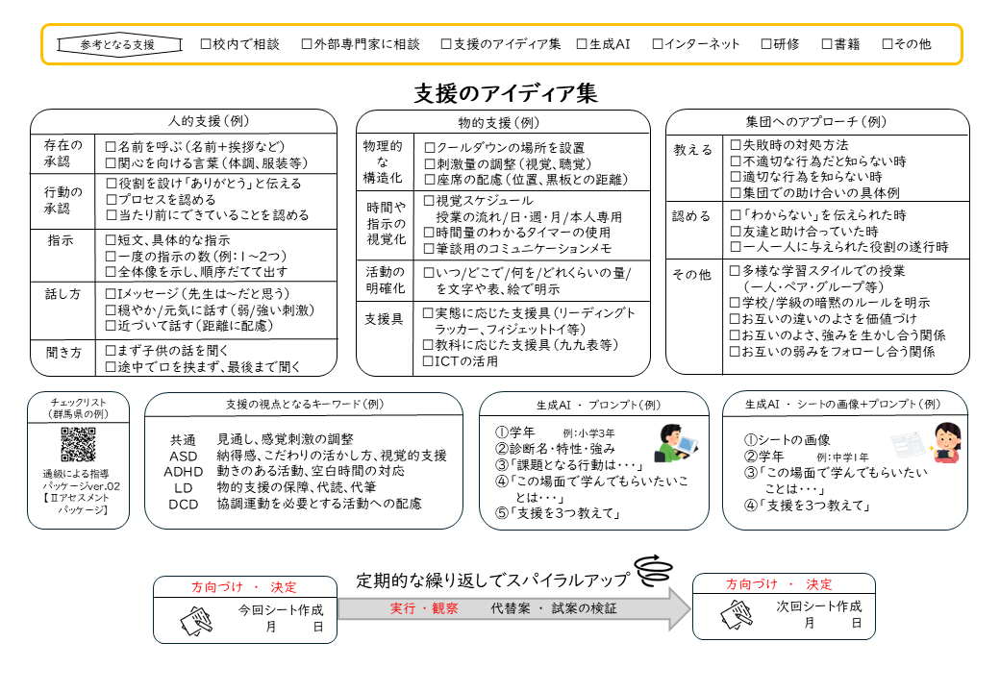 参考となる支援 □校内で相談 □外部専門家に相談 □支援のアイディア集 □生成AI □インターネット □研修 □書籍 □その他
支援のアイディア集
人的支援（例）
存在の
承認
□名前を呼ぶ（名前＋挨拶など）
□関心を向ける言葉（体調、服装等）
行動の
承認
□役割を設け「ありがとう」と伝える
□プロセスを認める
□当たり前にできていることを認める
指示
□短文、具体的な指示
□一度の指示の数（例：1～2つ）
□全体像を示し、順序だてて出す
話し方
□Iメッセージ（先生は～だと思う）
□穏やか/元気に話す（弱/強い刺激）
□近づいて話す（距離に配慮）
聞き方
□まず子供の話を聞く
□途中で口を挟まず、最後まで聞く
物的支援（例）
物理的
な
構造化
□クールダウンの場所を設置
□刺激量の調整（視覚、聴覚）
□座席の配慮（位置、黒板との距離）
時間や
指示の
視覚化
□視覚スケジュール
授業の流れ/日・週・月/本人専用
□時間量のわかるタイマーの使用
□筆談用のコミュニケーションメモ
活動の
明確化
□いつ/どこで/何を/どれくらいの量/
を文字や表、絵で明示
支援具
□実態に応じた支援具（リーディングト
ラッカー、フィジェットトイ等）
□教科に応じた支援具（九九表等）
□ICTの活用
集団へのアプローチ（例）
教える
□失敗時の対処方法
□不適切な行為だと知らない時
□適切な行為を知らない時
□集団での助け合いの具体例
認める
□「わからない」を伝えられた時
□友達と助け合っていた時
□一人一人に与えられた役割の遂行時
その他
□多様な学習スタイルでの授業
（一人・ペア・グループ等）
□学校/学級の暗黙のルールを明示
□お互いの違いのよさを価値づけ
□お互いのよさ、強みを生かし合う関係
□お互いの弱みをフォローし合う関係
チェックリスト
（群馬県の例）
通級による指導
パッケージver.02
【Ⅱアセスメント
パッケージ】
支援の視点となるキーワード（例）
共通 見通し、感覚刺激の調整
ASD 納得感、こだわりの活かし方、視覚的支援
ADHD 動きのある活動、空白時間の対応
LD 物的支援の保障、代読、代筆
DCD 協調運動を必要とする活動への配慮
生成AI ・ プロンプト（例）
①学年 例：小学3年
②診断名・特性・強み
③「課題となる行動は・・・」
④「この場面で学んでもらいたいこ
とは・・・」
⑤「支援を3つ教えて」
生成AI ・ シートの画像＋プロンプト（例）
①シートの画像
②学年 例：中学1年
③「この場面で学んでもらいたい
ことは・・・」
④「支援を3つ教えて」
定期的な繰り返しでスパイラルアップ
方向づけ ・ 決定
今回シート作成
月 日
実行・観察 代替案 ・ 試案の検証
方向づけ ・ 決定
次回シート作成
月 日